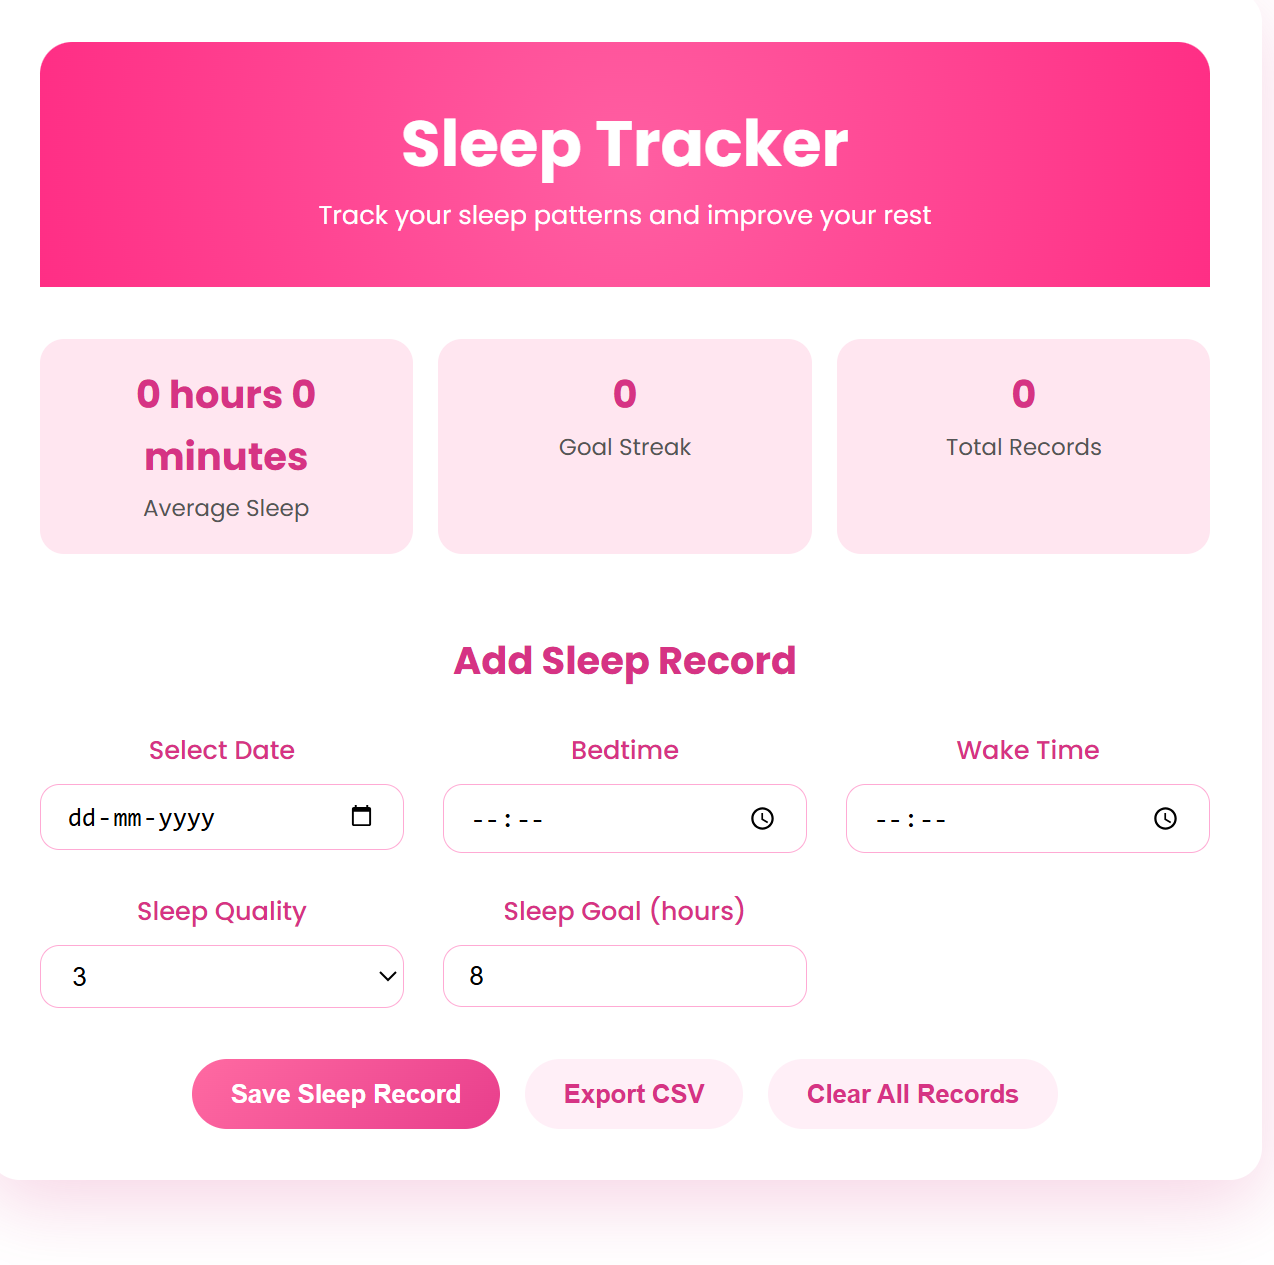 Sleep Tracker
Track your sleep patterns and improve your rest
0 hours 0
minutes
Average Sleep
0
Goal Streak
0
Total Records
Add Sleep Record
Select Date
dd-mm-yyyy
Bedtime
--:--
Wake Time
--:--
Sleep Quality
3
Sleep Goal (hours)
8
Save Sleep Record
Export CSV
Clear All Records